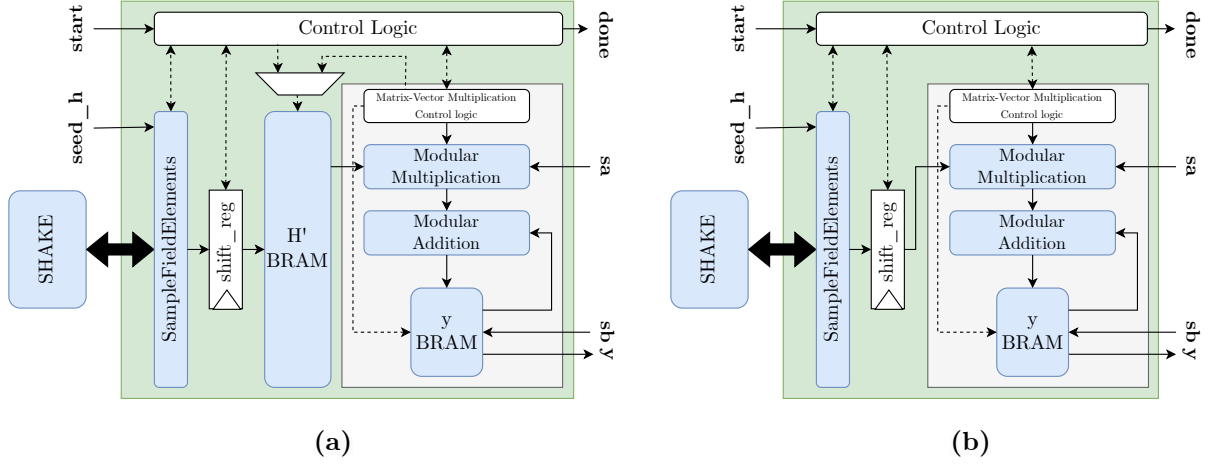 start
seed_h
SHAKE
Control Logic
done
SampleFieldElements
shift_reg
H'
BRAM
Matrix-Vector Multiplication
Control logic
Modular
Multiplication
Modular
Addition
y
BRAM
sa
sb
y
(a)
start
seed_h
SHAKE
Control Logic
done
SampleFieldElements
shift_reg
Matrix-Vector Multiplication
Control logic
Modular
Multiplication
Modular
Addition
y
BRAM
sa
sb
y
(b)